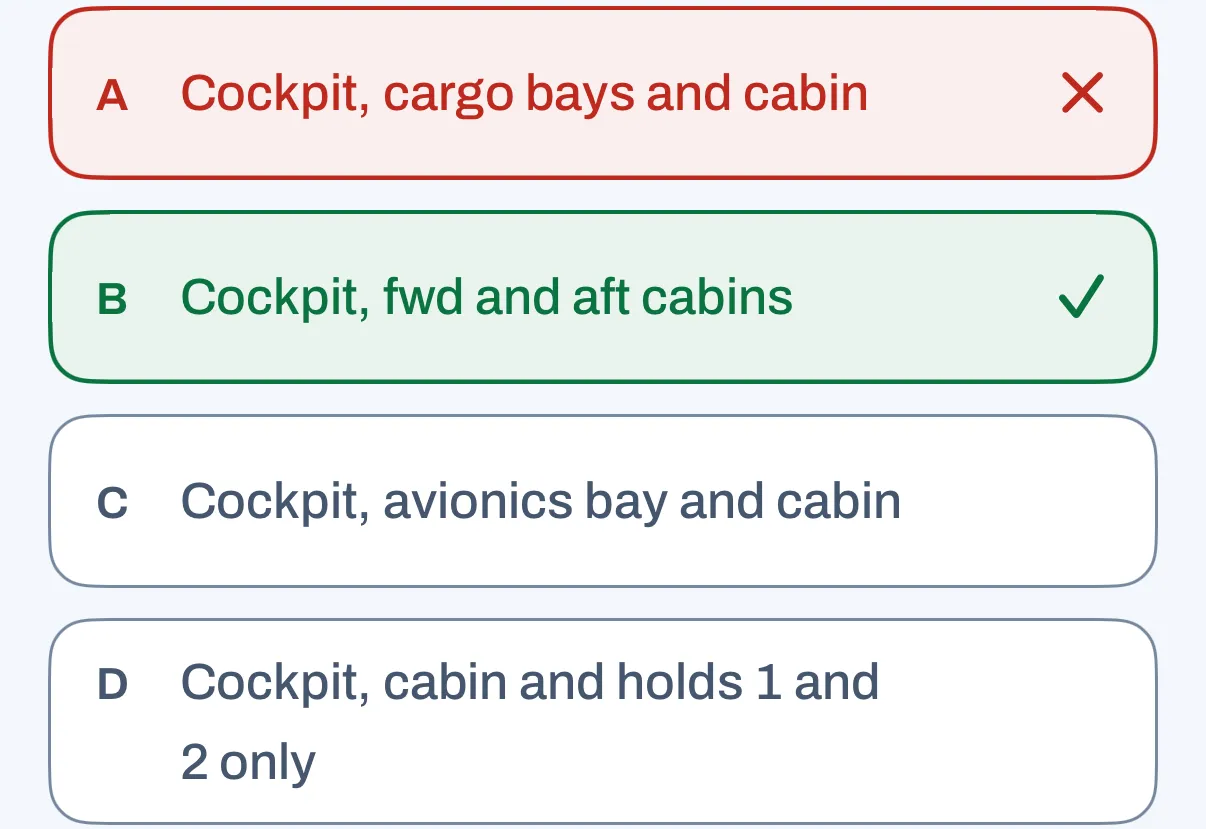 A Cockpit, cargo bays and cabin
B Cockpit, fwd and aft cabins
C Cockpit, avionics bay and cabin
D Cockpit, cabin and holds 1 and
2 only